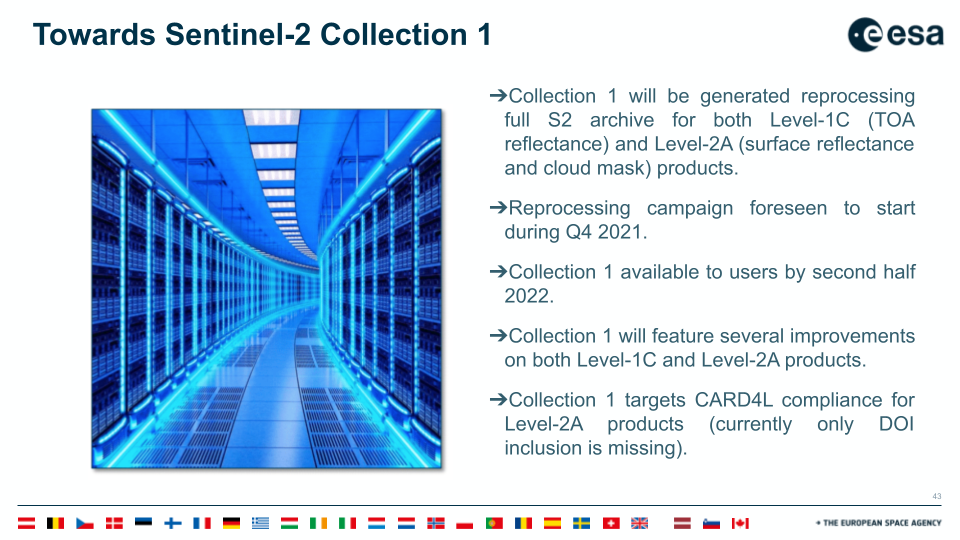 Towards Sentinel-2 Collection 1
esa
➔Collection 1 will be generated reprocessing
full S2 archive for both Level-1C (TOA
reflectance) and Level-2A (surface reflectance
and cloud mask) products.
➔Reprocessing campaign foreseen to start
during Q4 2021.
➔Collection 1 available to users by second half
2022.
➔Collection 1 will feature several improvements
on both Level-1C and Level-2A products.
➔Collection 1 targets CARD4L compliance for
Level-2A products (currently only DOI
inclusion is missing).
43
➔ THE EUROPEAN SPACE AGENCY